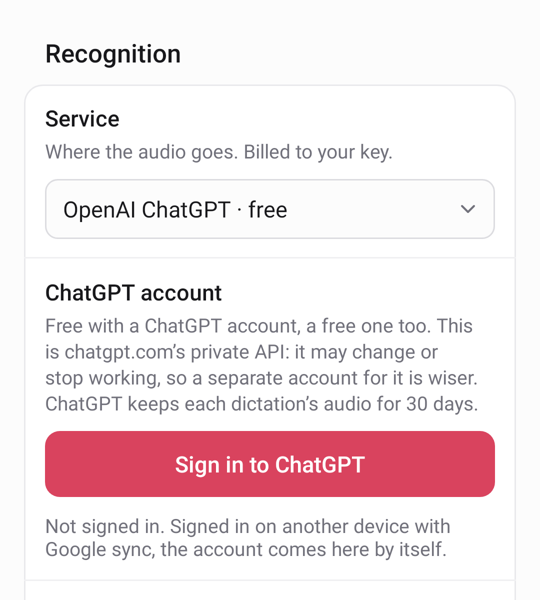 Recognition
Service
Where the audio goes. Billed to your key.
OpenAI ChatGPT · free
ChatGPT account
Free with a ChatGPT account, a free one too. This
is chatgpt.com’s private API: it may change or
stop working, so a separate account for it is wiser.
ChatGPT keeps each dictation’s audio for 30 days.
Sign in to ChatGPT
Not signed in. Signed in on another device with
Google sync, the account comes here by itself.